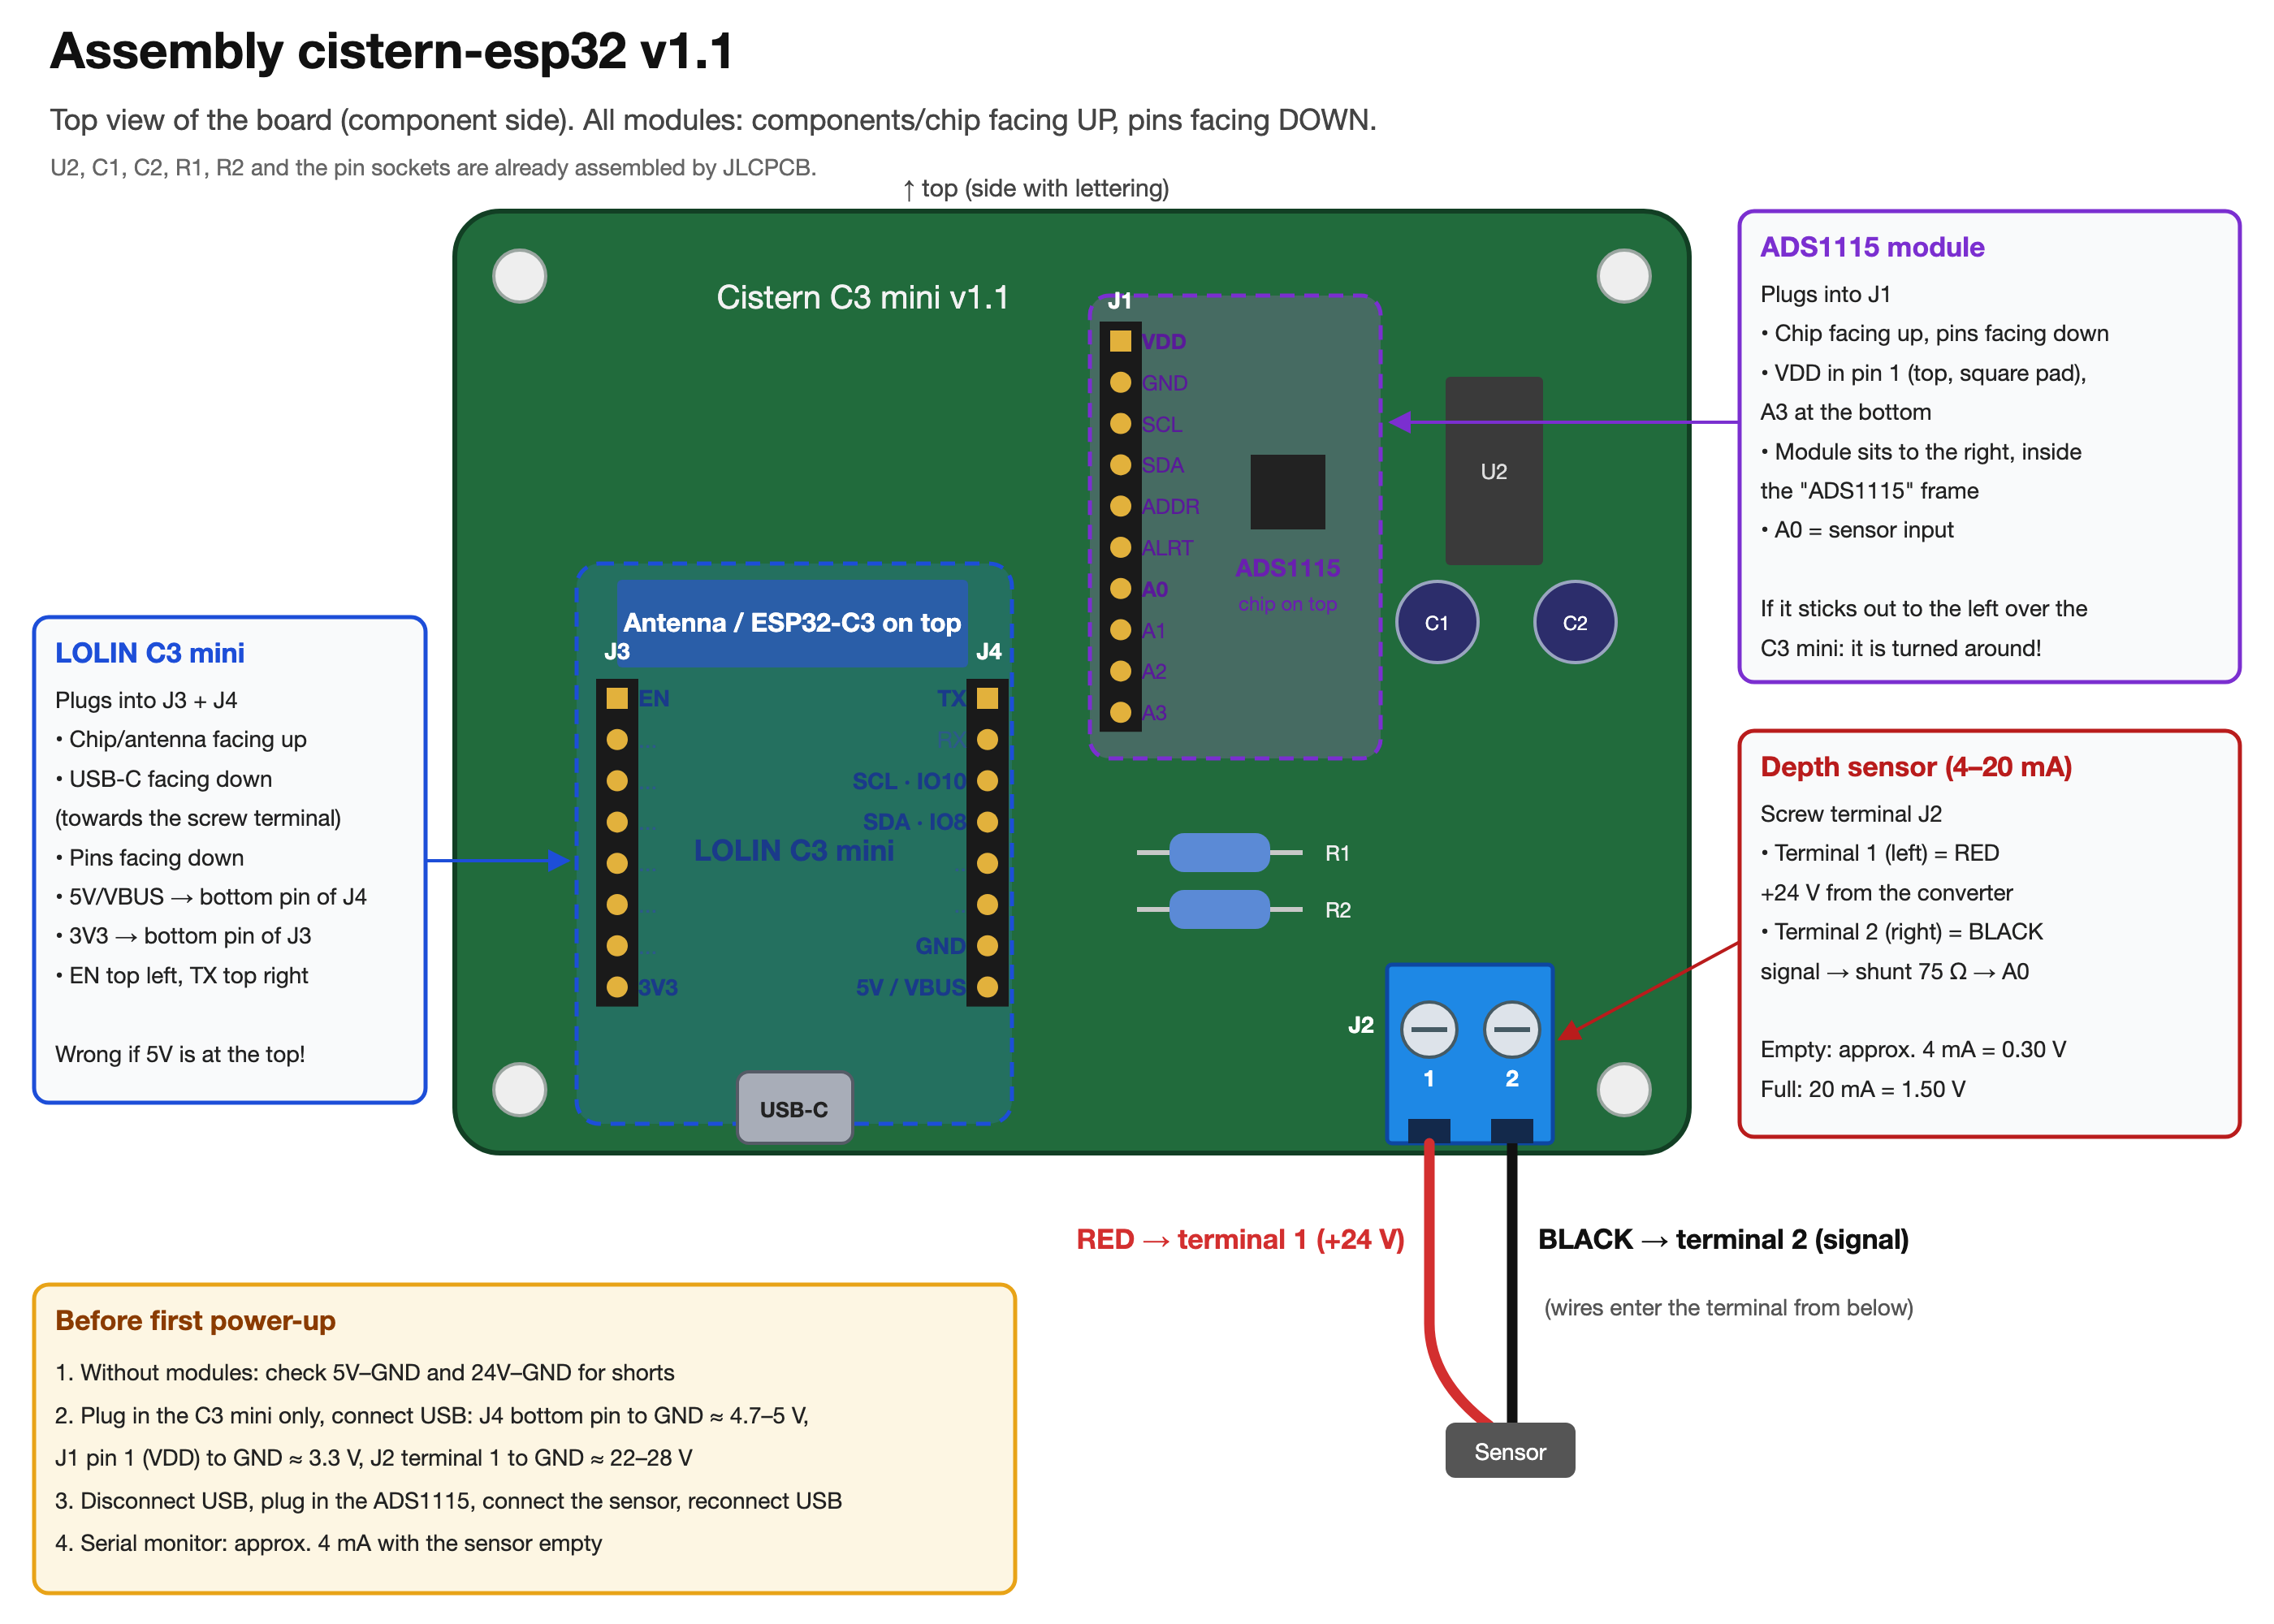 Assembly cistern-esp32 v1.1
Top view of the board (component side). All modules: components/chip facing UP, pins facing DOWN.
U2, C1, C2, R1, R2 and the pin sockets are already assembled by JLCPCB.
↑ top (side with lettering)
Cistern C3 mini v1.1
J1
VDD
GND
SCL
SDA
ADDR
ALRT
A0
A1
A2
A3
ADS1115
chip on top
U2
C1
C2
ADS1115 module
Plugs into J1
• Chip facing up, pins facing down
• VDD in pin 1 (top, square pad),
A3 at the bottom
• Module sits to the right, inside
the "ADS1115" frame
• A0 = sensor input
If it sticks out to the left over the
C3 mini: it is turned around!
LOLIN C3 mini
Plugs into J3 + J4
• Chip/antenna facing up
• USB-C facing down
(towards the screw terminal)
• Pins facing down
• 5V/VBUS → bottom pin of J4
• 3V3 → bottom pin of J3
• EN top left, TX top right
Wrong if 5V is at the top!
Antenna / ESP32-C3 on top
J3
J4
EN
TX
...
RX
...
SCL · IO10
...
SDA · IO8
LOLIN C3 mini
...
...
...
GND
3V3
5V / VBUS
USB-C
R1
R2
J2
1
2
Depth sensor (4–20 mA)
Screw terminal J2
• Terminal 1 (left) = RED
+24 V from the converter
• Terminal 2 (right) = BLACK
signal → shunt 75 Ω → A0
Empty: approx. 4 mA = 0.30 V
Full: 20 mA = 1.50 V
RED → terminal 1 (+24 V)
BLACK → terminal 2 (signal)
(wires enter the terminal from below)
Sensor
Before first power-up
1. Without modules: check 5V–GND and 24V–GND for shorts
2. Plug in the C3 mini only, connect USB: J4 bottom pin to GND ≈ 4.7–5 V,
J1 pin 1 (VDD) to GND ≈ 3.3 V, J2 terminal 1 to GND ≈ 22–28 V
3. Disconnect USB, plug in the ADS1115, connect the sensor, reconnect USB
4. Serial monitor: approx. 4 mA with the sensor empty